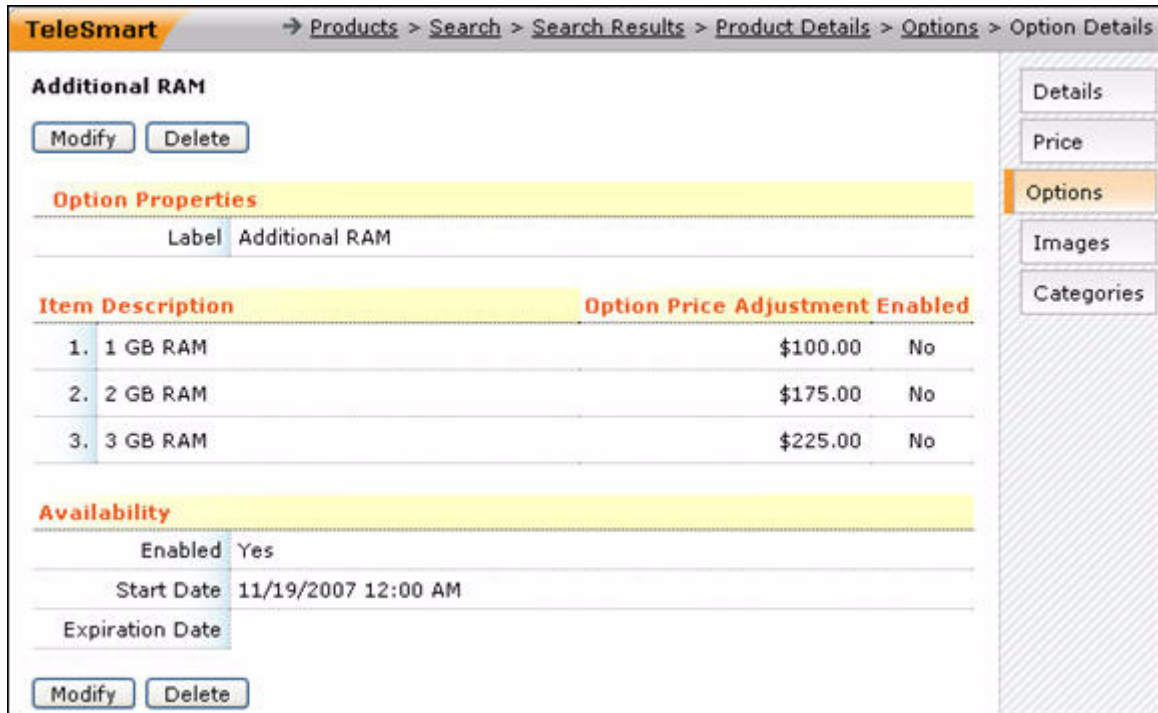 TeleSmart → Products > Search > Search Results > Product Details > Options > Option Details
Additional RAM
Modify Delete
Option Properties
Label Additional RAM
Item Description Option Price Adjustment Enabled
1. 1 GB RAM $100.00 No
2. 2 GB RAM $175.00 No
3. 3 GB RAM $225.00 No
Availability
Enabled Yes
Start Date 11/19/2007 12:00 AM
Expiration Date
Modify Delete
Details
Price
Options
Images
Categories